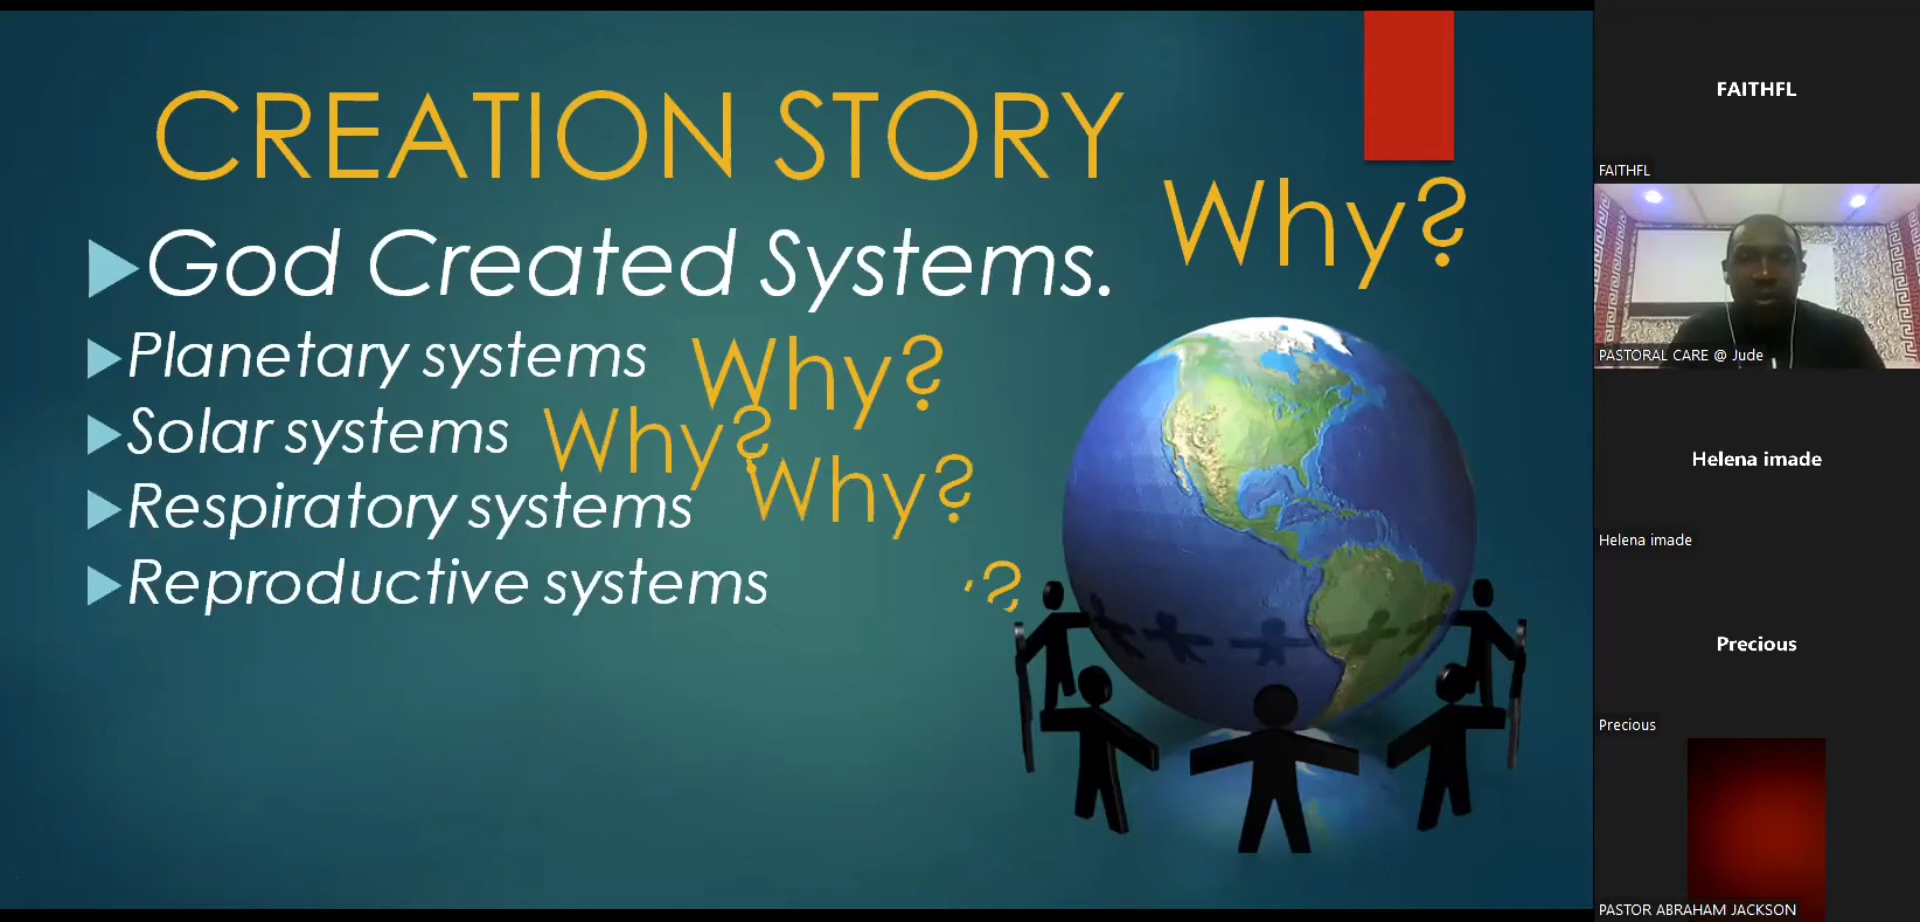 CREATION STORY
Why?
God Created Systems.
Planetary systems
Why?
Solar systems
Why?
Respiratory systems
Why?
Reproductive systems
?
FAITHFL
FAITHFL
PASTORAL CARE @ Jude
Helena imade
Helena imade
Precious
Precious
PASTOR ABRAHAM JACKSON